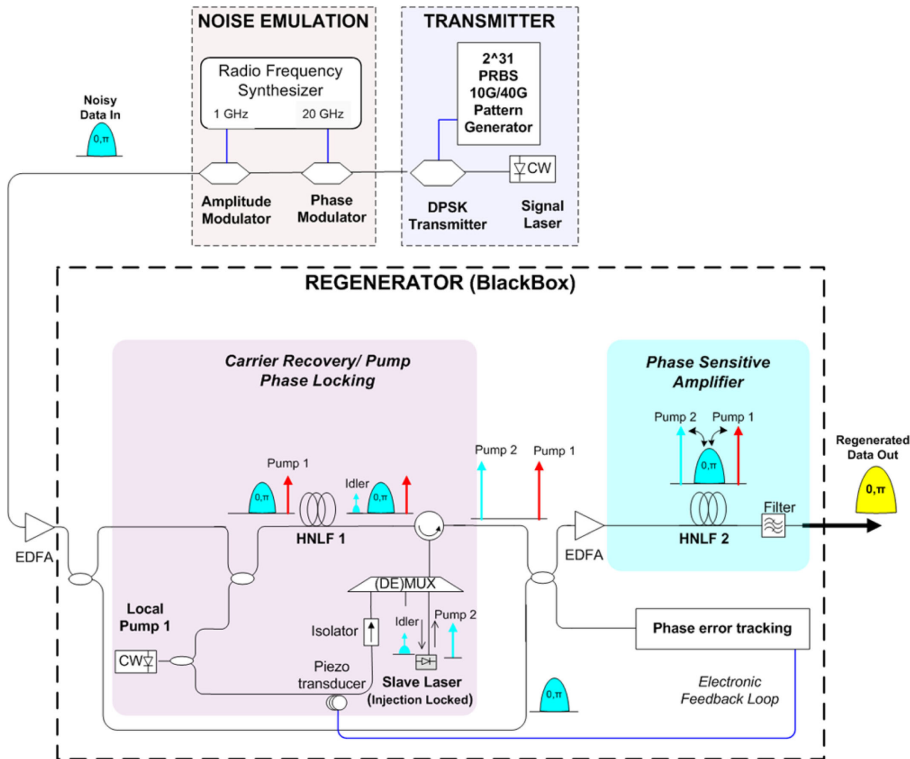 NOISE EMULATION
TRANSMITTER
Radio Frequency
Synthesizer
1 GHz
20 GHz
2^31
PRBS
10G/40G
Pattern
Generator
Noisy
Data In
0,π
CW
Amplitude
Modulator
Phase
Modulator
DPSK
Transmitter
Signal
Laser
REGENERATOR (BlackBox)
Carrier Recovery/ Pump
Phase Locking
Phase Sensitive
Amplifier
Pump 1
0,π
Idler
0,π
HNLF 1
Pump 2
Pump 1
Pump 2
Pump 1
0,π
HNLF 2
Filter
Regenerated
Data Out
0,π
EDFA
EDFA
(DE)MUX
Local
Pump 1
CW
Isolator
Idler
Pump 2
Piezo
transducer
Slave Laser
(Injection Locked)
0,π
Phase error tracking
Electronic
Feedback Loop